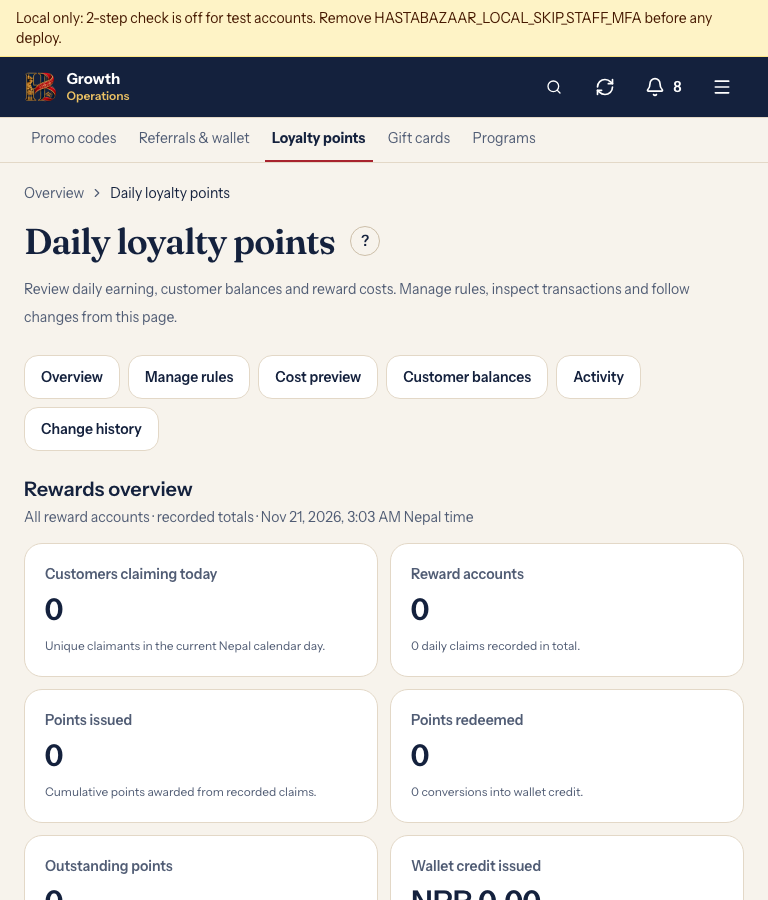 Local only: 2-step check is off for test accounts. Remove HASTABAZAAR_LOCAL_SKIP_STAFF_MFA before any
deploy.
Growth
Operations
8
Promo codes
Referrals & wallet
Loyalty points
Gift cards
Programs
Overview > Daily loyalty points
Daily loyalty points ?
Review daily earning, customer balances and reward costs. Manage rules, inspect transactions and follow
changes from this page.
Overview
Manage rules
Cost preview
Customer balances
Activity
Change history
Rewards overview
All reward accounts · recorded totals · Nov 21, 2026, 3:03 AM Nepal time
Customers claiming today
0
Unique claimants in the current Nepal calendar day.
Reward accounts
0
0 daily claims recorded in total.
Points issued
0
Cumulative points awarded from recorded claims.
Points redeemed
0
0 conversions into wallet credit.
Outstanding points
0
Wallet credit issued
NPR 0.00